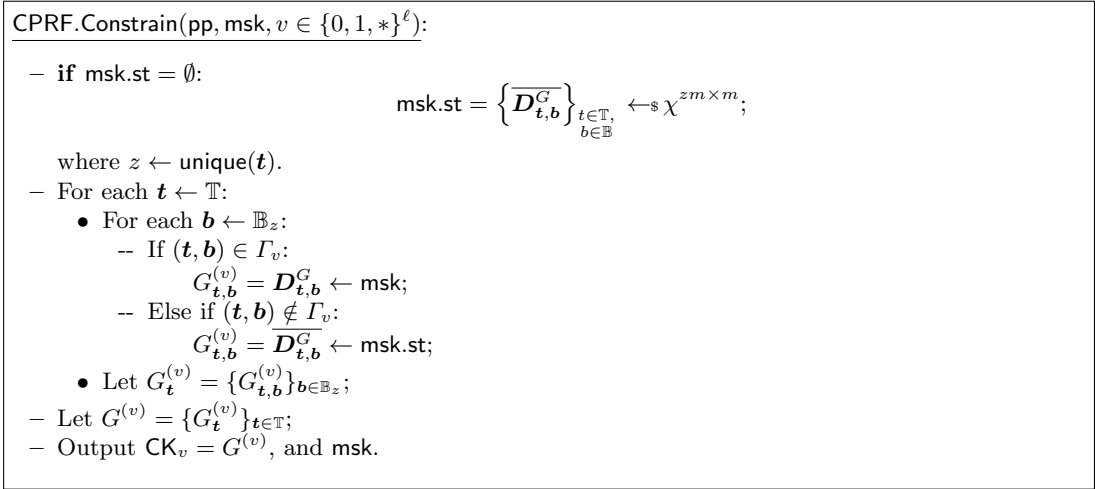 CPRF.Constrain(pp, msk, v ∈ {0, 1, ∗}^ℓ):
− if msk.st = ∅:
msk.st = { \overline{D^G_{t,b}} }_{t∈𝕋, b∈𝔹} ←$ χ^{zm×m};
where z ← unique(t).
− For each t ← 𝕋:
• For each b ← 𝔹_z:
-- If (t, b) ∈ Γ_v:
G^{(v)}_{t,b} = D^G_{t,b} ← msk;
-- Else if (t, b) ∉ Γ_v:
G^{(v)}_{t,b} = \overline{D^G_{t,b}} ← msk.st;
• Let G^{(v)}_t = {G^{(v)}_{t,b}}_{b∈𝔹_z};
− Let G^{(v)} = {G^{(v)}_t}_{t∈𝕋};
− Output CK_v = G^{(v)}, and msk.